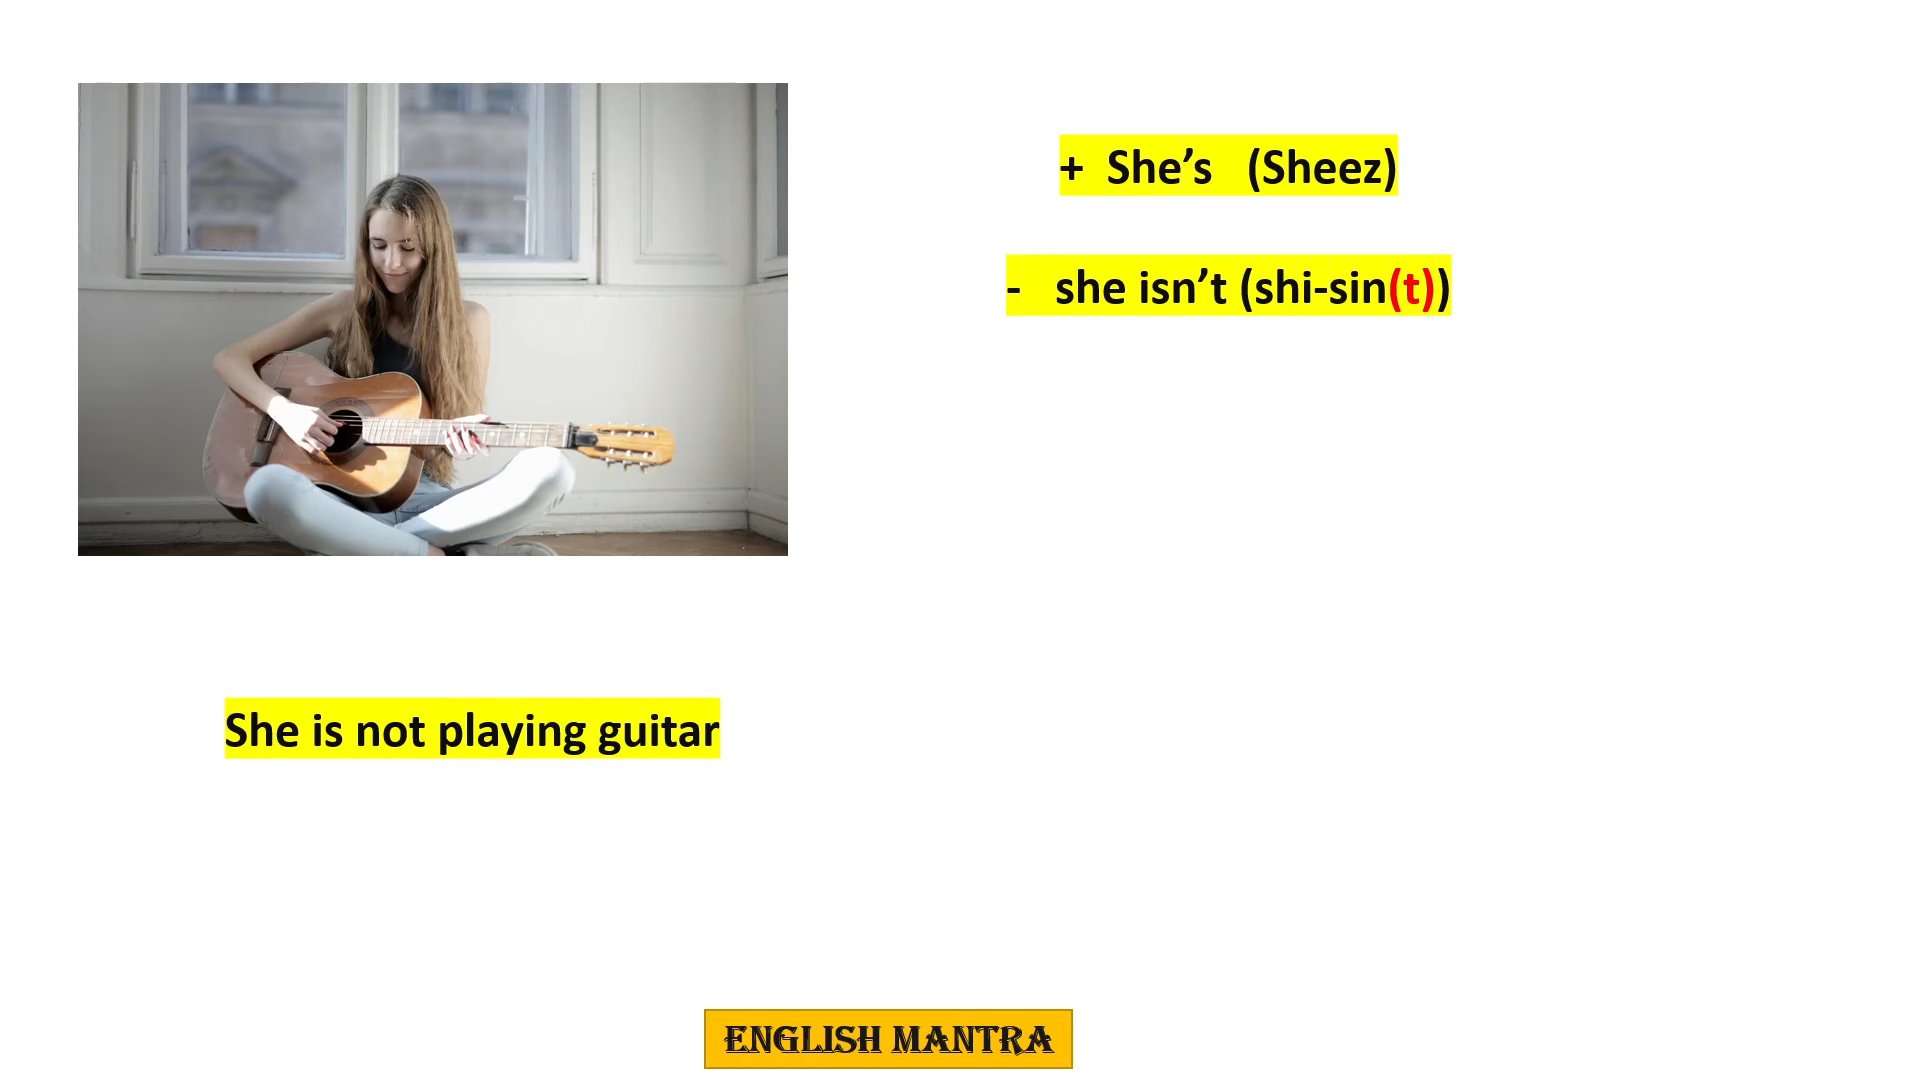 + She’s (Sheez)
- she isn’t (shi-sin(t))
She is not playing guitar
ENGLISH MANTRA